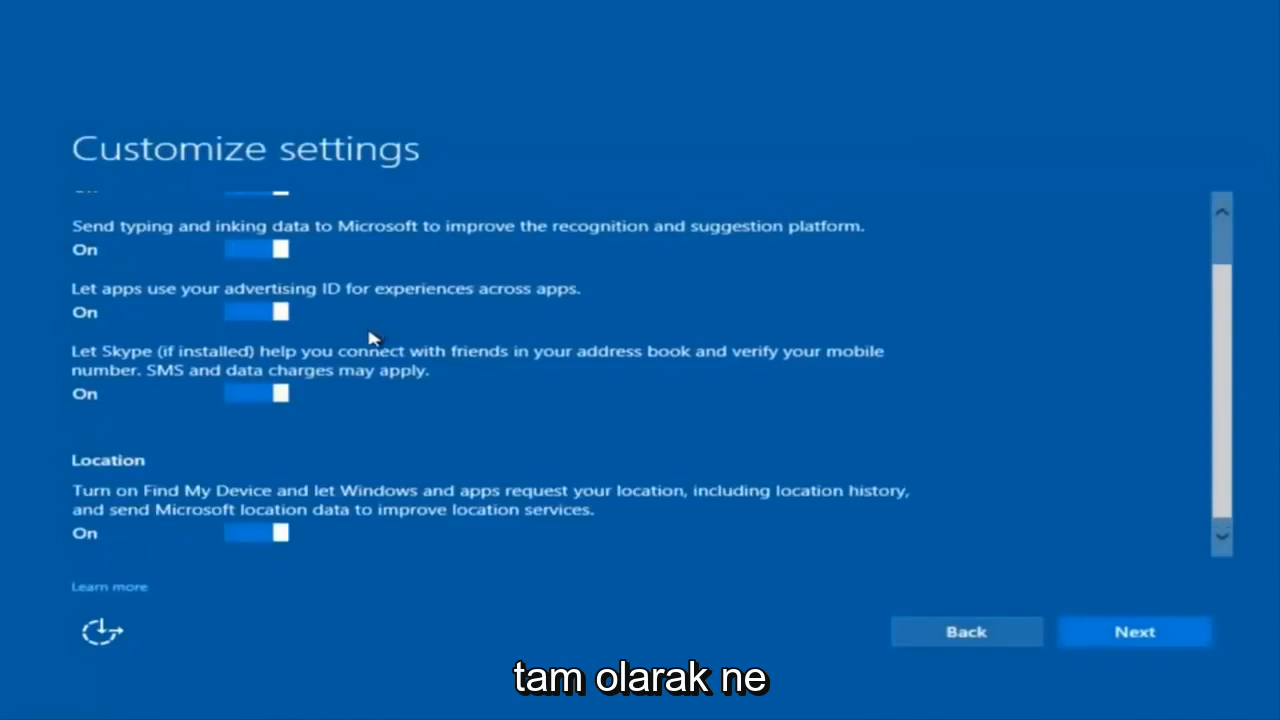 Customize settings
Send typing and inking data to Microsoft to improve the recognition and suggestion platform.
On
Let apps use your advertising ID for experiences across apps.
On
Let Skype (if installed) help you connect with friends in your address book and verify your mobile
number. SMS and data charges may apply.
On
Location
Turn on Find My Device and let Windows and apps request your location, including location history,
and send Microsoft location data to improve location services.
On
Learn more
Back
Next
tam olarak ne